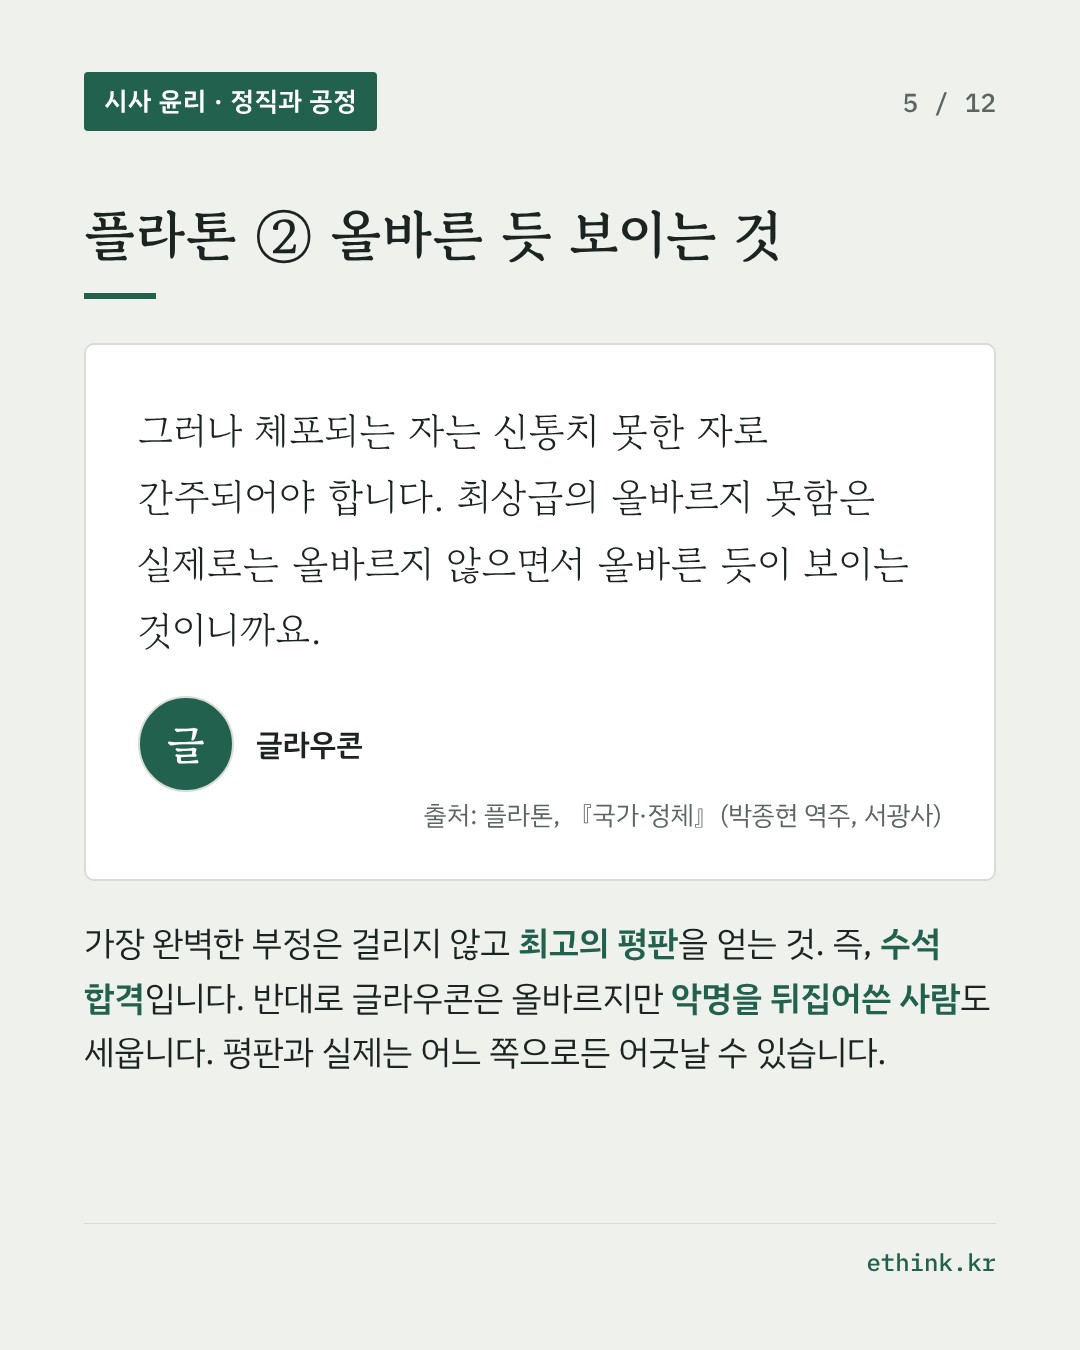 시사 윤리 · 정직과 공정
5 / 12
플라톤 ② 올바른 듯 보이는 것
그러나 체포되는 자는 신통치 못한 자로
간주되어야 합니다. 최상급의 올바르지 못함은
실제로는 올바르지 않으면서 올바른 듯이 보이는
것이니까요.
글
글라우콘
출처: 플라톤, 『국가·정체』 (박종현 역주, 서광사)
가장 완벽한 부정은 걸리지 않고 최고의 평판을 얻는 것. 즉, 수석
합격입니다. 반대로 글라우콘은 올바르지만 악명을 뒤집어쓴 사람도
세웁니다. 평판과 실제는 어느 쪽으로든 어긋날 수 있습니다.
ethink.kr